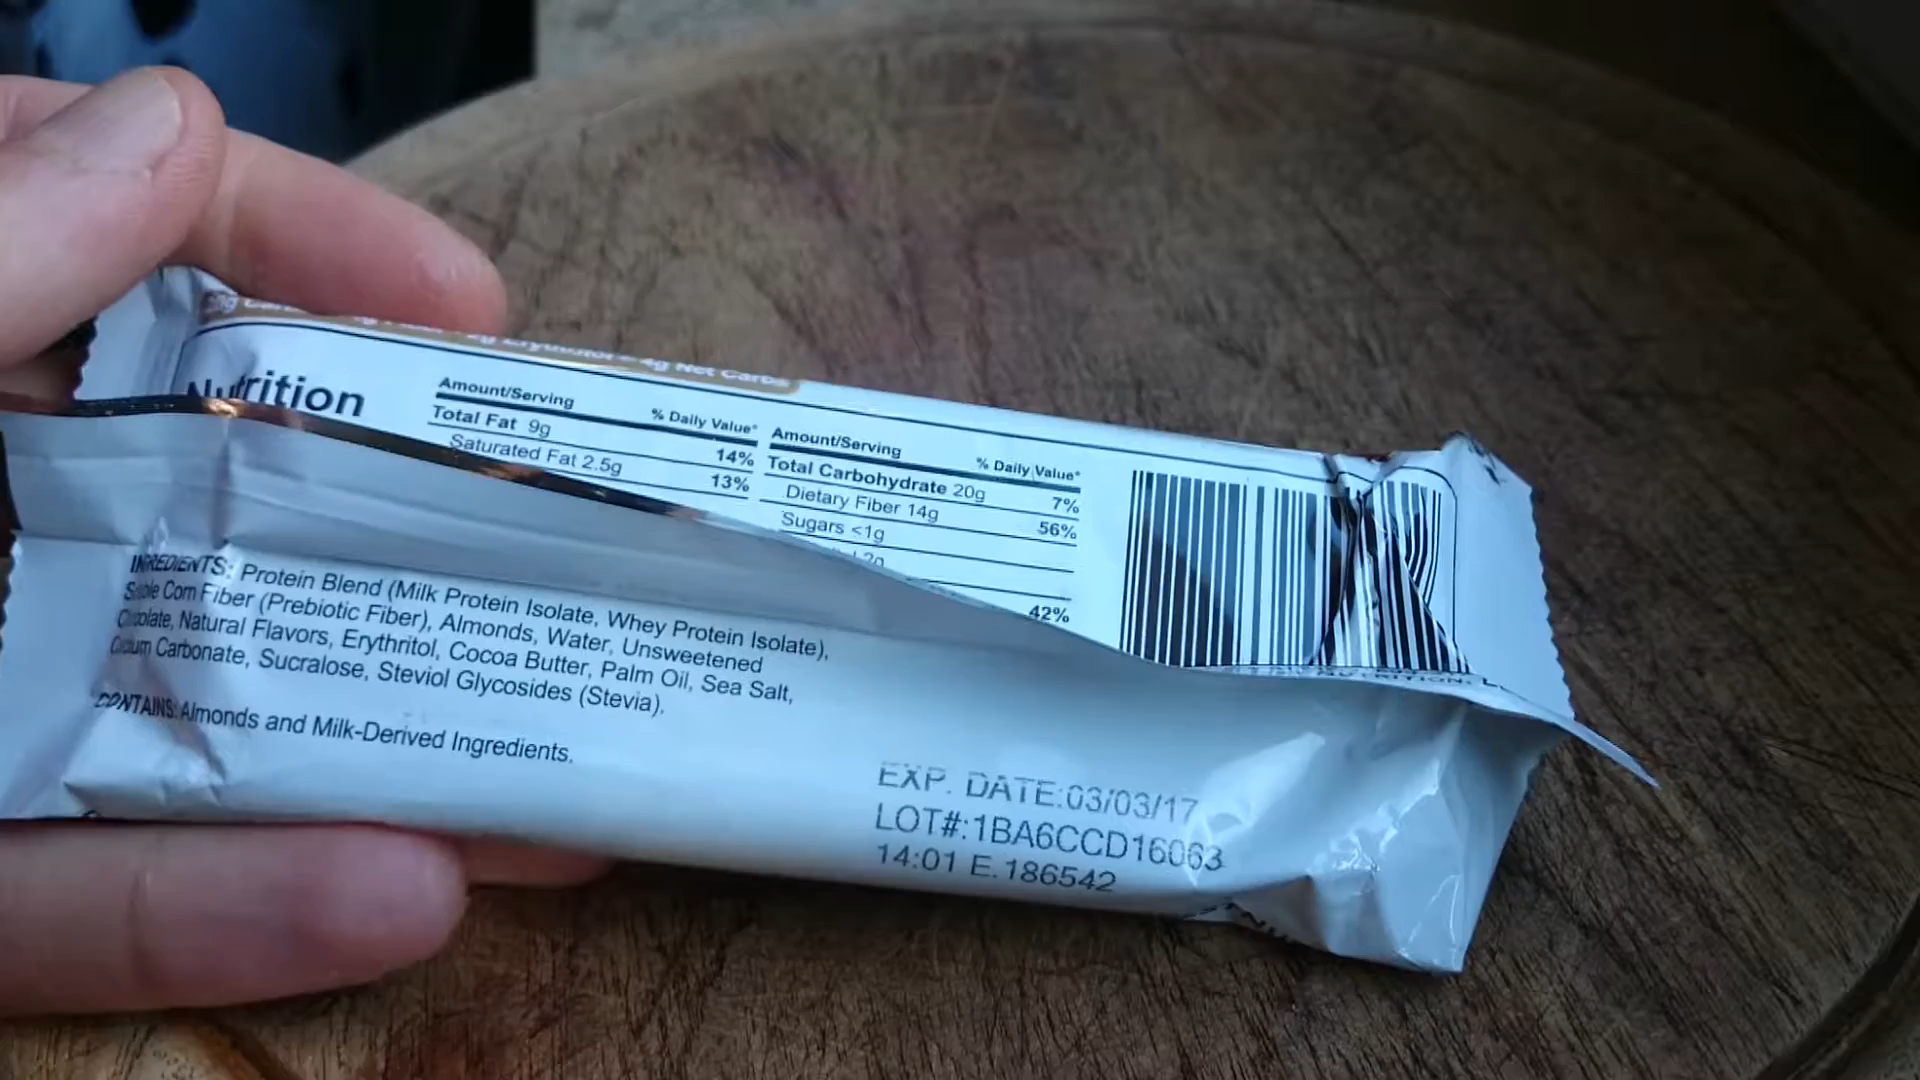 4g Net Carbs
Nutrition
Amount/Serving % Daily Value*
Total Fat 9g 14%
Saturated Fat 2.5g 13%
Amount/Serving % Daily Value*
Total Carbohydrate 20g 7%
Dietary Fiber 14g 56%
Sugars <1g
42%
INGREDIENTS: Protein Blend (Milk Protein Isolate, Whey Protein Isolate),
Soluble Corn Fiber (Prebiotic Fiber), Almonds, Water, Unsweetened
Chocolate, Natural Flavors, Erythritol, Cocoa Butter, Palm Oil, Sea Salt,
Calcium Carbonate, Sucralose, Steviol Glycosides (Stevia).
CONTAINS: Almonds and Milk-Derived Ingredients.
EXP. DATE:03/03/17
LOT#:1BA6CCD16063
14:01 E.186542